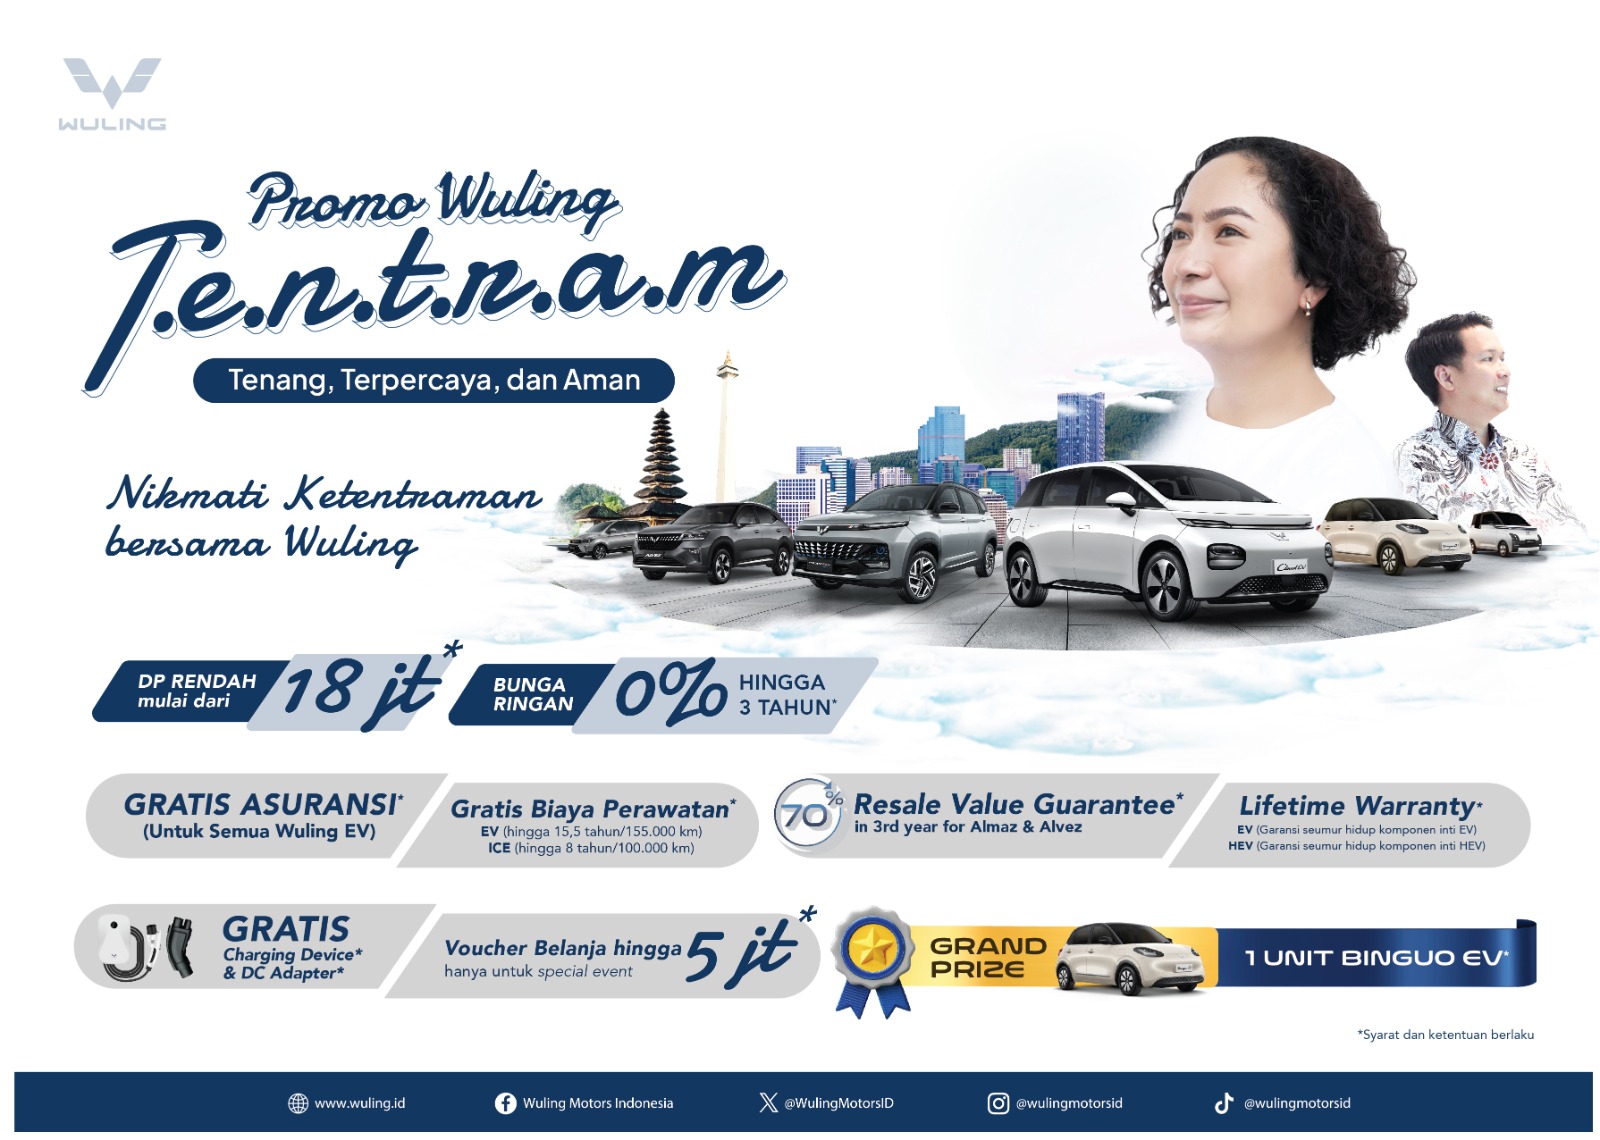 WULING
Promo Wuling
T.e.n.t.r.a.m
Tenang, Terpercaya, dan Aman
Nikmati Ketentraman
bersama Wuling
DP RENDAH
mulai dari
18 jt*
BUNGA
RINGAN
0%
HINGGA
3 TAHUN*
GRATIS ASURANSI*
(Untuk Semua Wuling EV)
Gratis Biaya Perawatan*
EV (hingga 15,5 tahun/155.000 km)
ICE (hingga 8 tahun/100.000 km)
70%
Resale Value Guarantee*
in 3rd year for Almaz & Alvez
Lifetime Warranty*
EV (Garansi seumur hidup komponen inti EV)
HEV (Garansi seumur hidup komponen inti HEV)
GRATIS
Charging Device*
& DC Adapter*
Voucher Belanja hingga
hanya untuk special event
5 jt*
GRAND
PRIZE
1 UNIT BINGUO EV*
*Syarat dan ketentuan berlaku
www.wuling.id
Wuling Motors Indonesia
@WulingMotorsID
@wulingmotorsid
@wulingmotorsid
Cloud EV